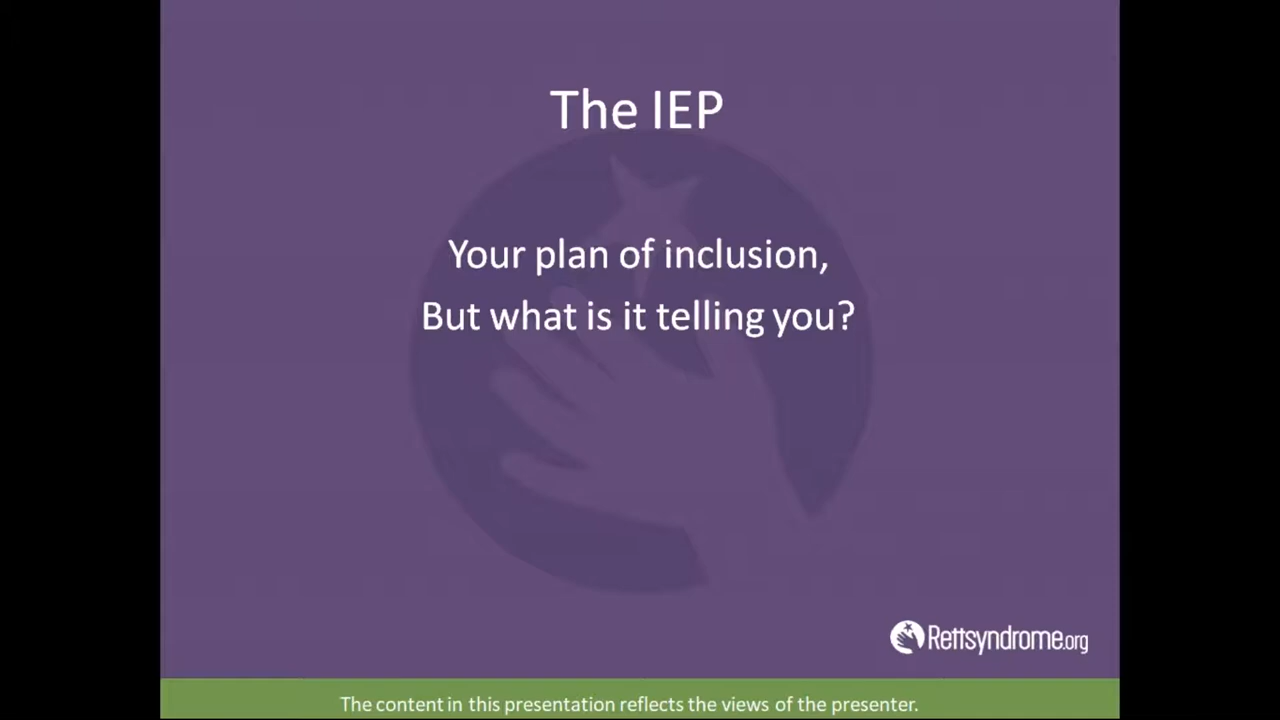 The IEP
Your plan of inclusion,
But what is it telling you?
Rettsyndrome.org
The content in this presentation reflects the views of the presenter.